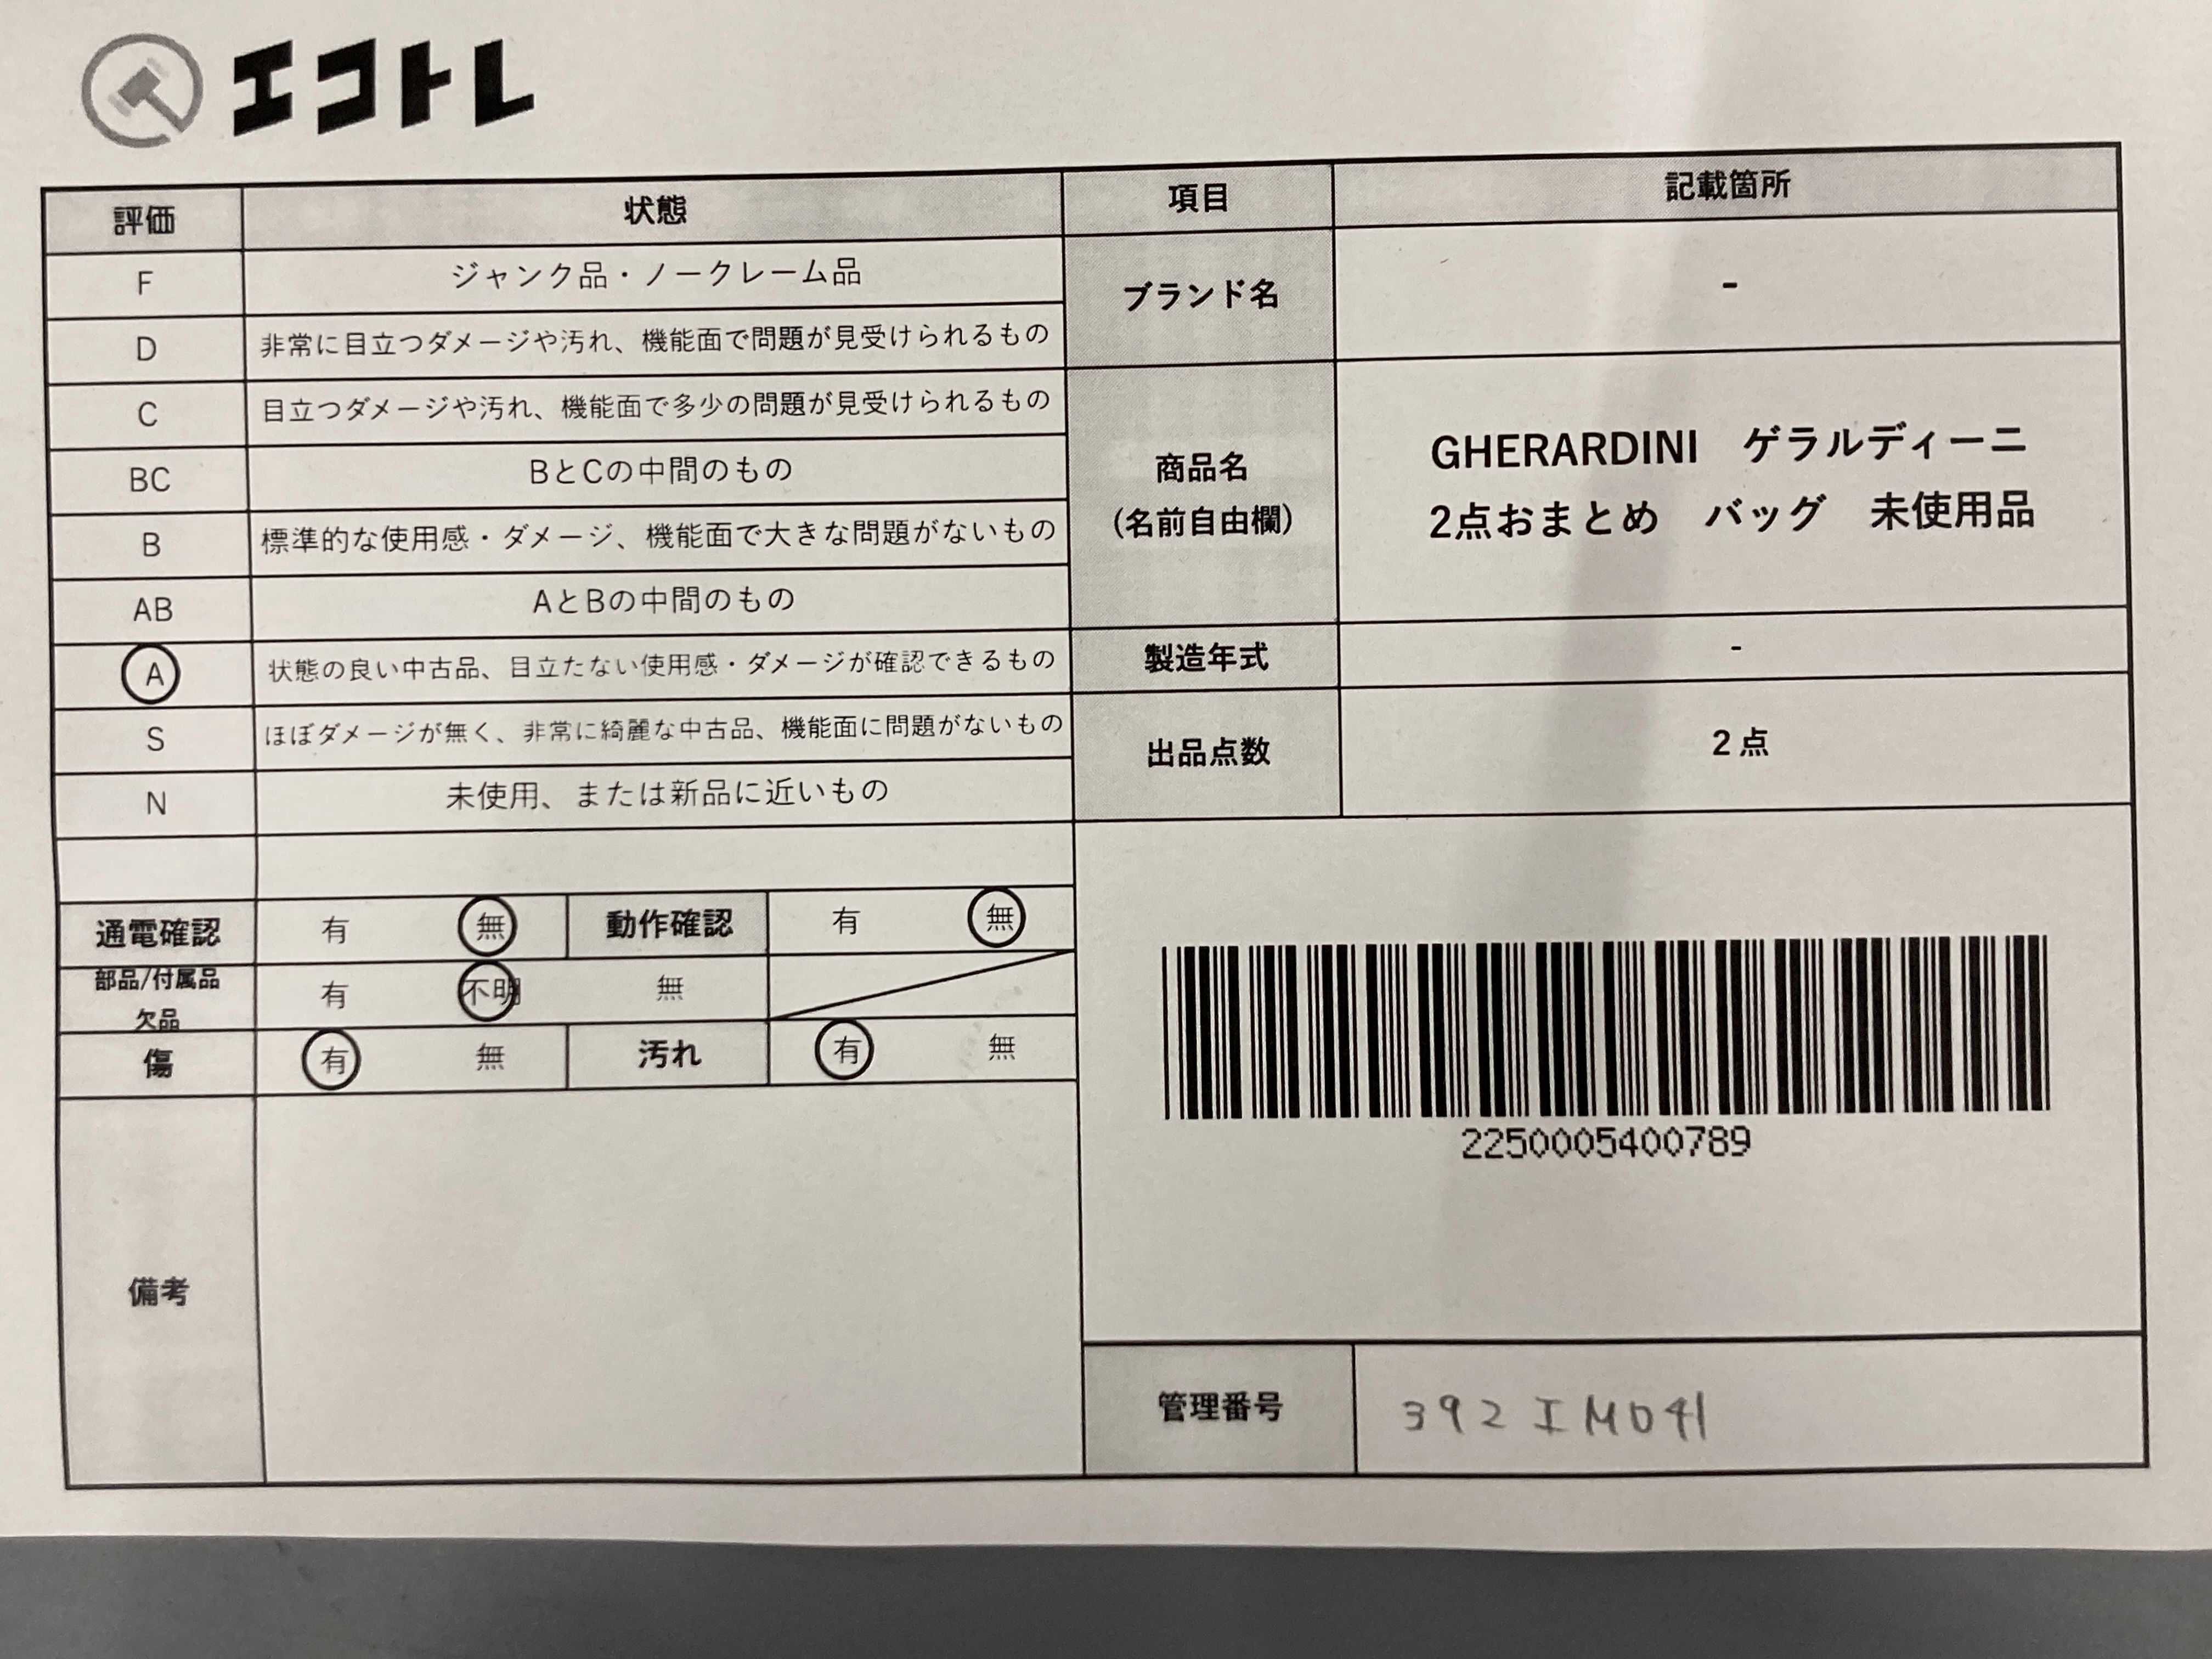 エコトレ
評価 状態 項目 記載箇所
F ジャンク品・ノークレーム品
D 非常に目立つダメージや汚れ、機能面で問題が見受けられるもの
ブランド名 -
C 目立つダメージや汚れ、機能面で多少の問題が見受けられるもの
BC BとCの中間のもの
B 標準的な使用感・ダメージ、機能面で大きな問題がないもの
AB AとBの中間のもの
商品名
(名前自由欄)
GHERARDINI ゲラルディーニ
2点おまとめ バッグ 未使用品
A 状態の良い中古品、目立たない使用感・ダメージが確認できるもの
製造年式 -
S ほぼダメージが無く、非常に綺麗な中古品、機能面に問題がないもの
N 未使用、または新品に近いもの
出品点数 2点
通電確認 有 無 動作確認 有 無
部品/付属品
欠品
有 不明 無
傷 有 無 汚れ 有 無
2250005400789
備考
管理番号 392IM041